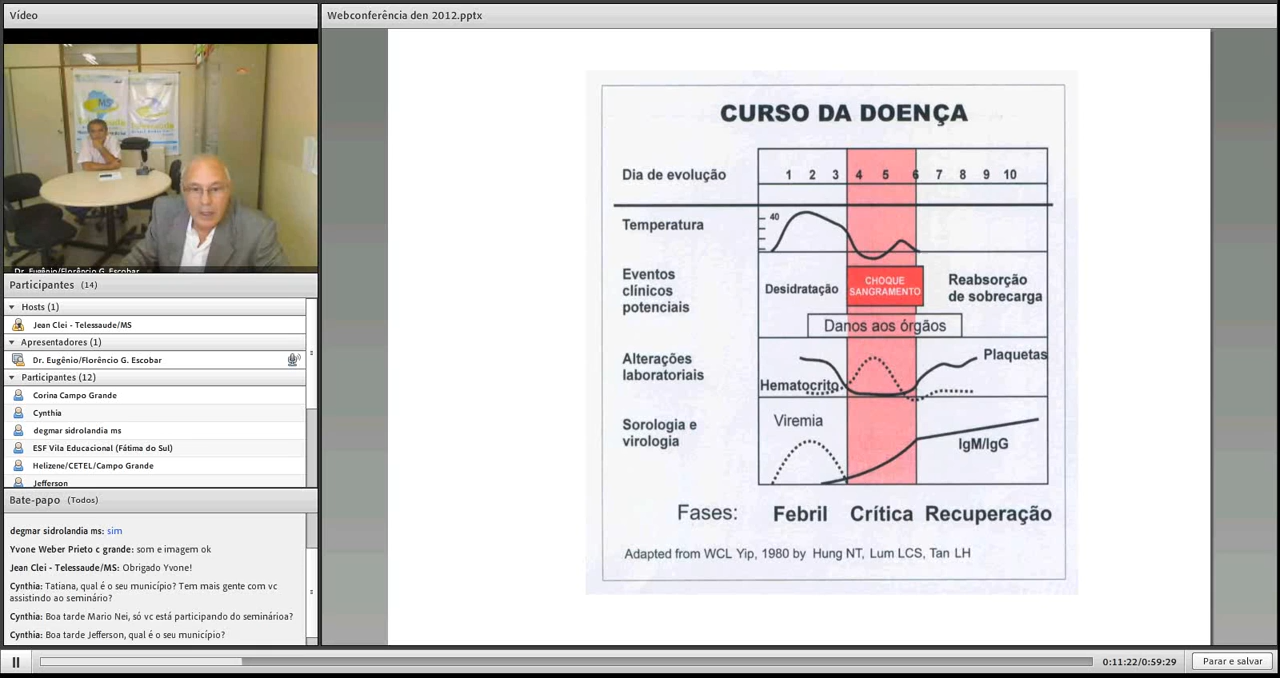 Vídeo
Webconferência den 2012.pptx
Dr. Eugênio/Florêncio G. Escobar
Participantes (14)
Hosts (1)
Jean Clei - Telessaude/MS
Apresentadores (1)
Dr. Eugênio/Florêncio G. Escobar
Participantes (12)
Corina Campo Grande
Cynthia
degmar sidrolandia ms
ESF Vila Educacional (Fátima do Sul)
Helizene/CETEL/Campo Grande
Jefferson
Bate-papo (Todos)
degmar sidrolandia ms: sim
Yvone Weber Prieto c grande: som e imagem ok
Jean Clei - Telessaude/MS: Obrigado Yvone!
Cynthia: Tatiana, qual é o seu município? Tem mais gente com vc
assistindo ao seminário?
Cynthia: Boa tarde Mario Nei, só vc está participando do seminárioa?
Cynthia: Boa tarde Jefferson, qual é o seu município?
CURSO DA DOENÇA
Dia de evolução 1 2 3 4 5 6 7 8 9 10
Temperatura 40
Eventos
clínicos
potenciais
Desidratação
CHOQUE
SANGRAMENTO
Reabsorção
de sobrecarga
Danos aos órgãos
Alterações
laboratoriais
Plaquetas
Hematocrito
Sorologia e
virologia
Viremia
IgM/IgG
Fases: Febril Crítica Recuperação
Adapted from WCL Yip, 1980 by Hung NT, Lum LCS, Tan LH
0:11:22/0:59:29
Parar e salvar